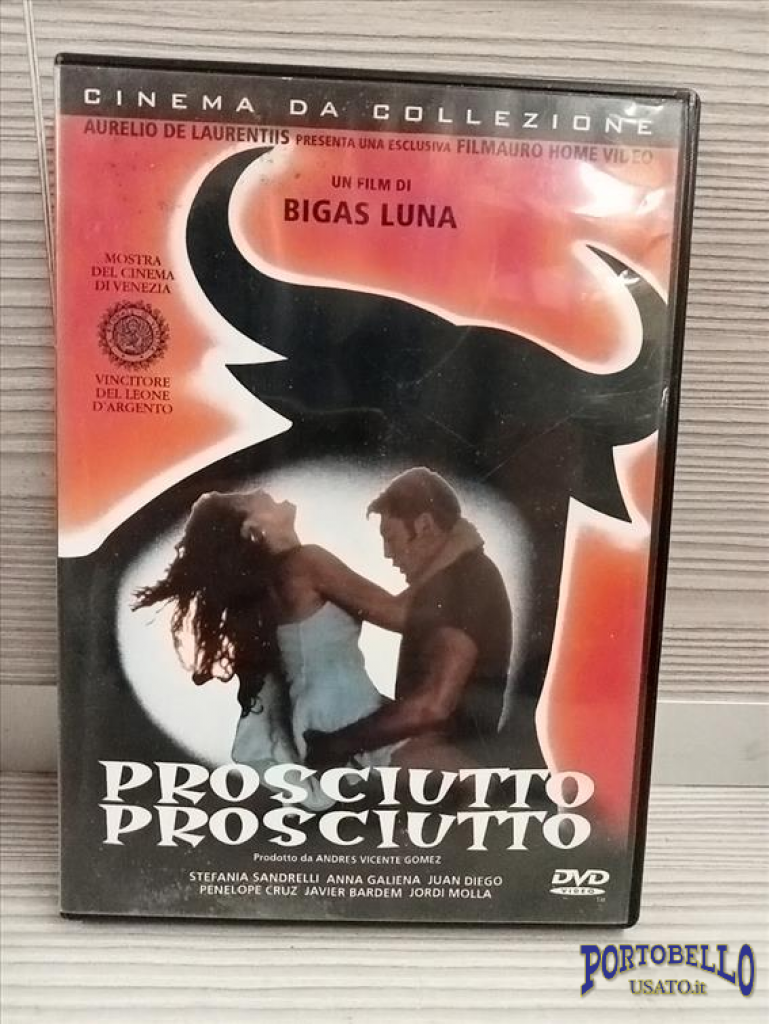 CINEMA DA COLLEZIONE
AURELIO DE LAURENTIIS PRESENTA UNA ESCLUSIVA FILMAURO HOME VIDEO
UN FILM DI
BIGAS LUNA
MOSTRA
DEL CINEMA
DI VENEZIA
VINCITORE
DEL LEONE
D'ARGENTO
PROSCIUTTO
PROSCIUTTO
Prodotto da ANDRES VICENTE GOMEZ
STEFANIA SANDRELLI ANNA GALIENA JUAN DIEGO
PENELOPE CRUZ JAVIER BARDEM JORDI MOLLA
DVD
VIDEO
TM
PORTOBELLO
USATO.it